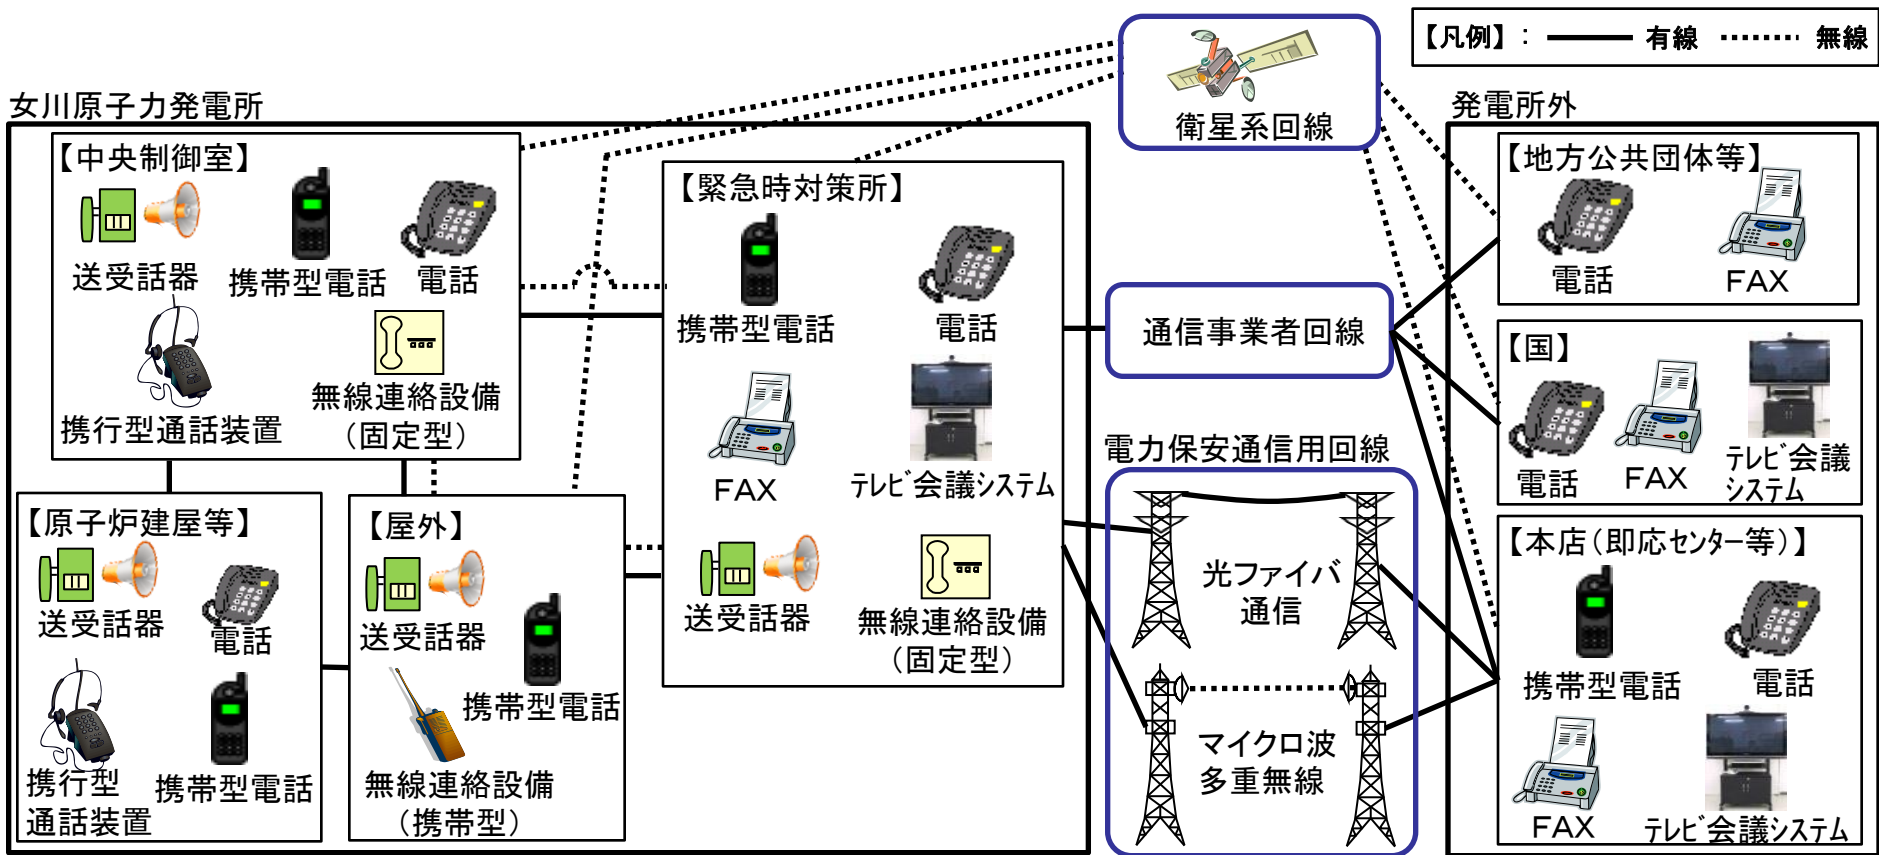 【凡例】: 有線 無線
女川原子力発電所
【中央制御室】
送受話器
携帯型電話
電話
携行型通話装置
無線連絡設備
(固定型)
【原子炉建屋等】
送受話器
電話
携行型
通話装置
携帯型電話
【屋外】
送受話器
携帯型電話
無線連絡設備
(携帯型)
【緊急時対策所】
携帯型電話
電話
FAX
テレビ会議システム
送受話器
無線連絡設備
(固定型)
衛星系回線
通信事業者回線
電力保安通信用回線
光ファイバ
通信
マイクロ波
多重無線
発電所外
【地方公共団体等】
電話
FAX
【国】
電話
FAX
テレビ会議
システム
【本店(即応センター等)】
携帯型電話
電話
FAX
テレビ会議システム